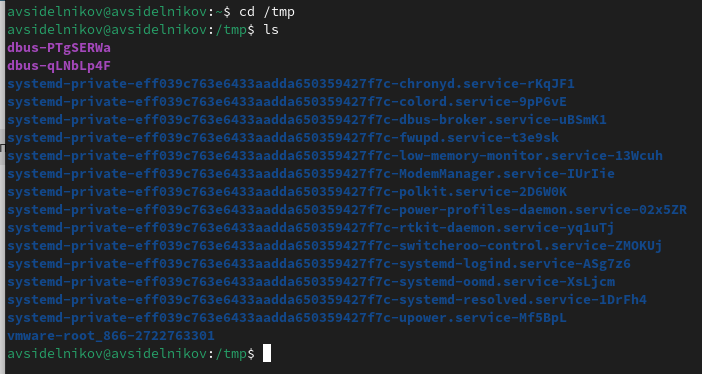 avsidelnikov@avsidelnikov:~$ cd /tmp
avsidelnikov@avsidelnikov:/tmp$ ls
dbus-PTgSERWa
dbus-qLNbLp4F
systemd-private-eff039c763e6433aadda650359427f7c-chronyd.service-rKqJF1
systemd-private-eff039c763e6433aadda650359427f7c-colord.service-9pP6vE
systemd-private-eff039c763e6433aadda650359427f7c-dbus-broker.service-uBSmK1
systemd-private-eff039c763e6433aadda650359427f7c-fwupd.service-t3e9sk
systemd-private-eff039c763e6433aadda650359427f7c-low-memory-monitor.service-13Wcuh
systemd-private-eff039c763e6433aadda650359427f7c-ModemManager.service-IUrIie
systemd-private-eff039c763e6433aadda650359427f7c-polkit.service-2D6W0K
systemd-private-eff039c763e6433aadda650359427f7c-power-profiles-daemon.service-02x5ZR
systemd-private-eff039c763e6433aadda650359427f7c-rtkit-daemon.service-yq1uTj
systemd-private-eff039c763e6433aadda650359427f7c-switcheroo-control.service-ZMOKUj
systemd-private-eff039c763e6433aadda650359427f7c-systemd-logind.service-ASg7z6
systemd-private-eff039c763e6433aadda650359427f7c-systemd-oomd.service-XsLjcm
systemd-private-eff039c763e6433aadda650359427f7c-systemd-resolved.service-1DrFh4
systemd-private-eff039c763e6433aadda650359427f7c-upower.service-Mf5BpL
vmware-root_866-2722763301
avsidelnikov@avsidelnikov:/tmp$